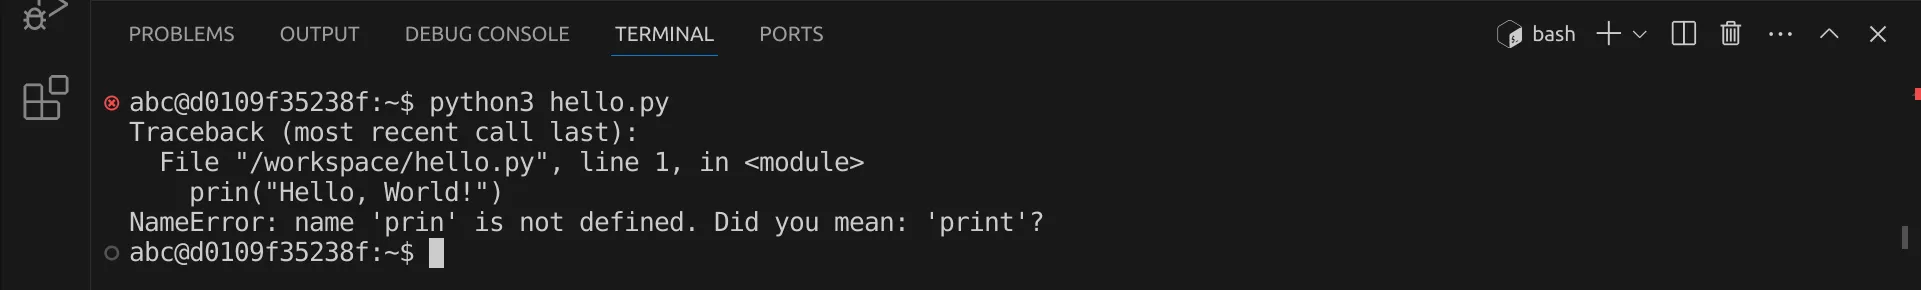 PROBLEMS OUTPUT DEBUG CONSOLE TERMINAL PORTS bash
abc@d0109f35238f:~$ python3 hello.py
Traceback (most recent call last):
  File "/workspace/hello.py", line 1, in <module>
    prin("Hello, World!")
NameError: name 'prin' is not defined. Did you mean: 'print'?
abc@d0109f35238f:~$